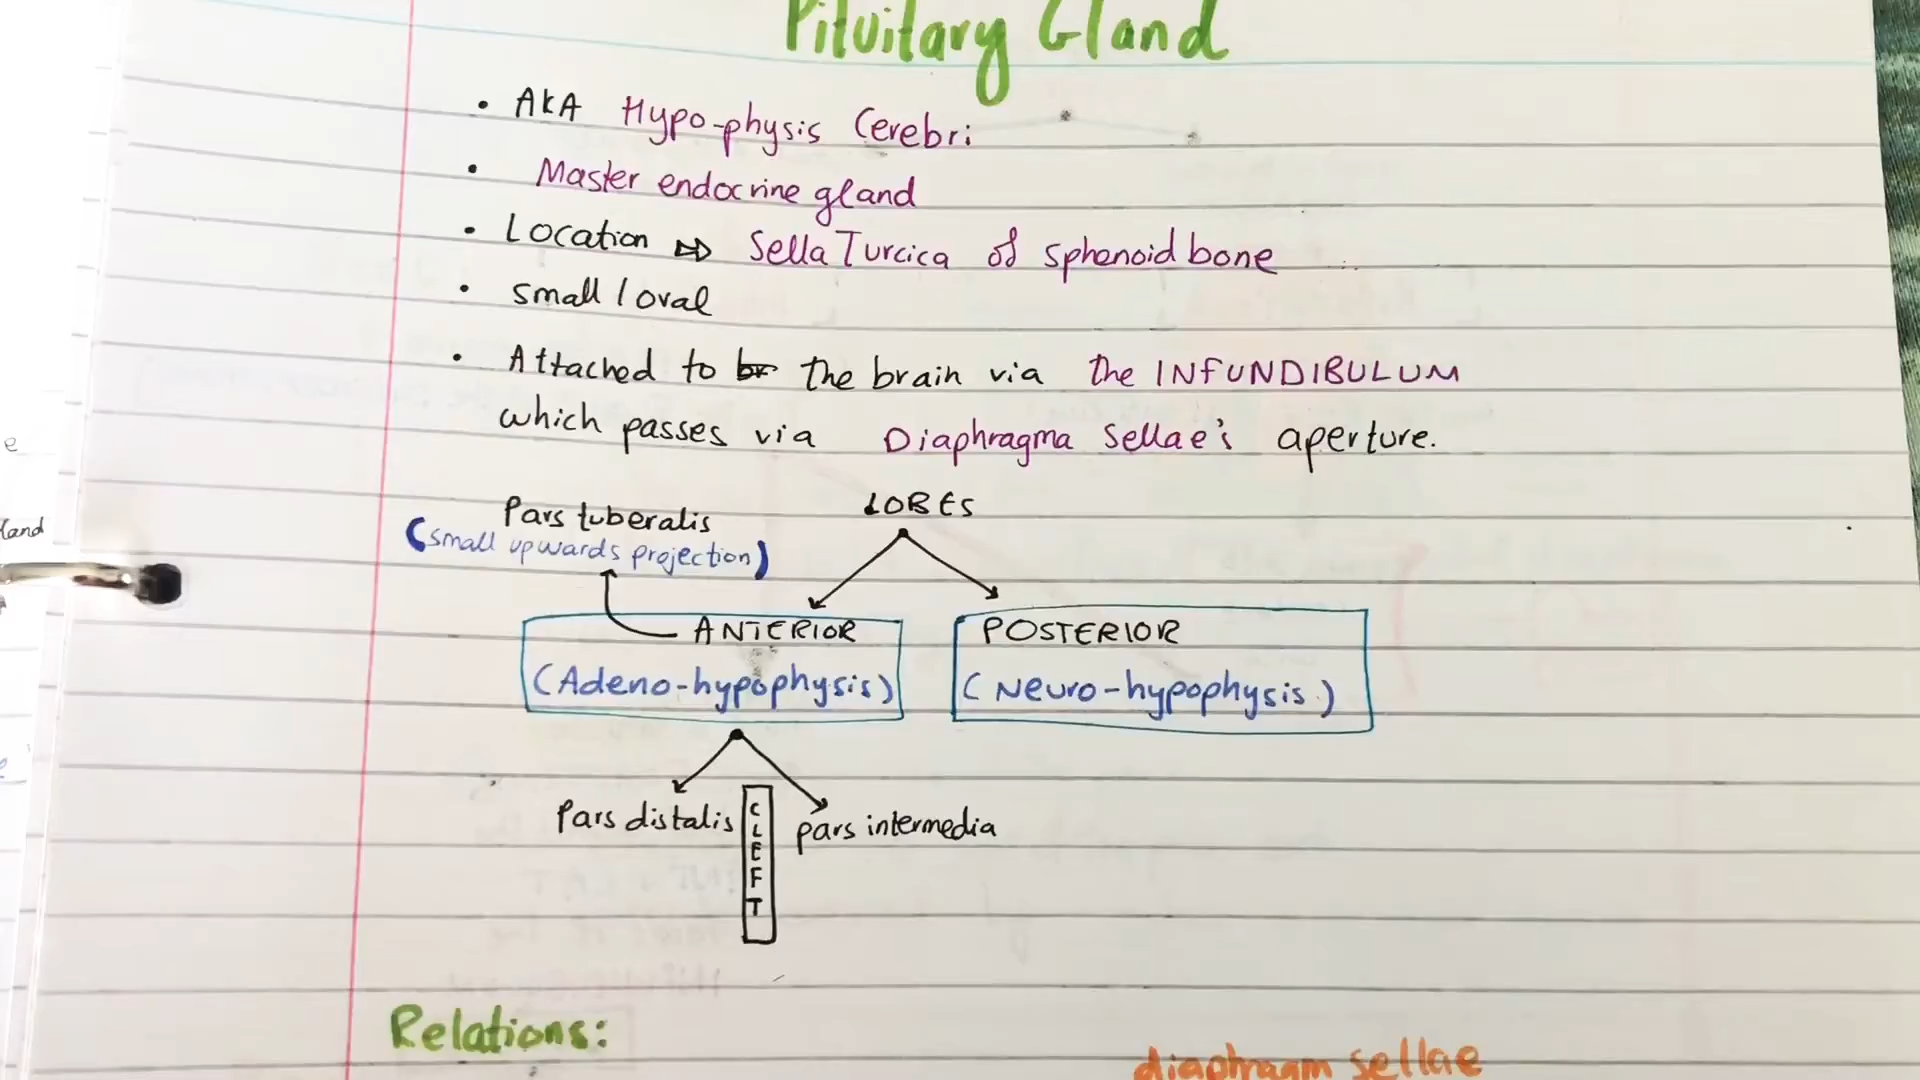 Pituitary Gland
• AKA Hypo-physis Cerebri
• Master endocrine gland
• Location ⇨ Sella Turcica of sphenoid bone
• small / oval
• Attached to the brain via the INFUNDIBULUM
which passes via Diaphragma sellae's aperture.
LOBES
Pars tuberalis
(small upwards projection)
ANTERIOR
(Adeno-hypophysis)
POSTERIOR
(Neuro-hypophysis.)
Pars distalis
CLEFT
pars intermedia
Relations:
diaphragm sellae
e
land